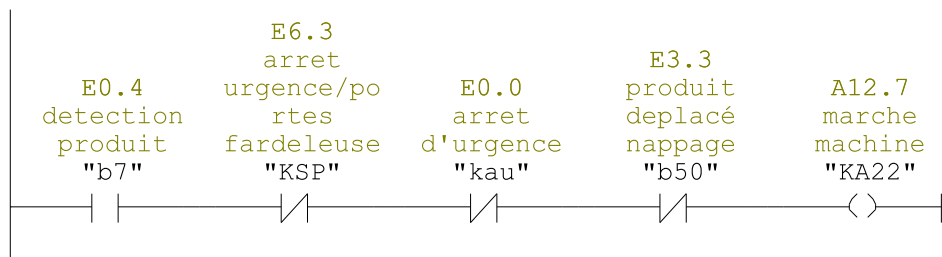 E0.4
detection
produit
"b7"
E6.3
arret
urgence/po
rtes
fardeleuse
"KSP"
E0.0
arret
d'urgence
"kau"
E3.3
produit
deplacé
nappage
"b50"
A12.7
marche
machine
"KA22"